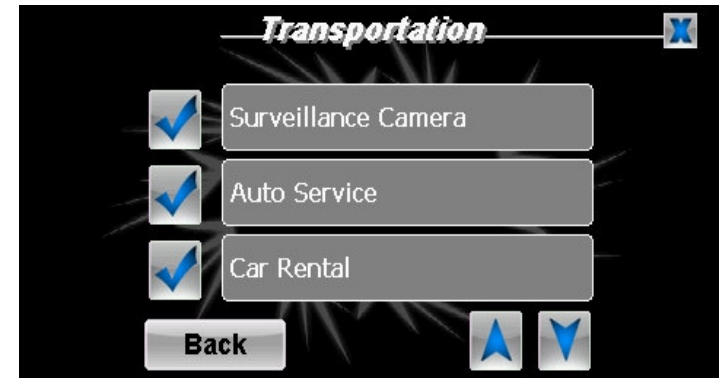 Transportation
Surveillance Camera
Auto Service
Car Rental
Back